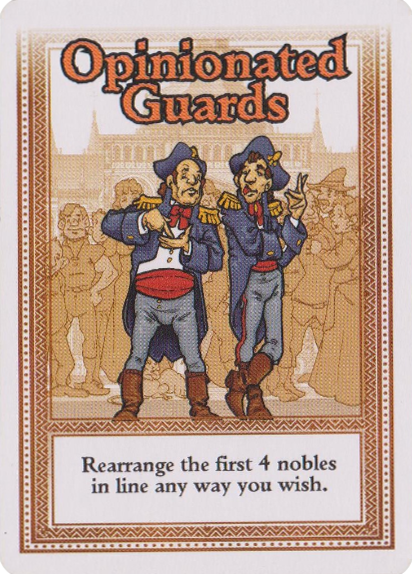 Opinionated
Guards
Rearrange the first 4 nobles
in line any way you wish.